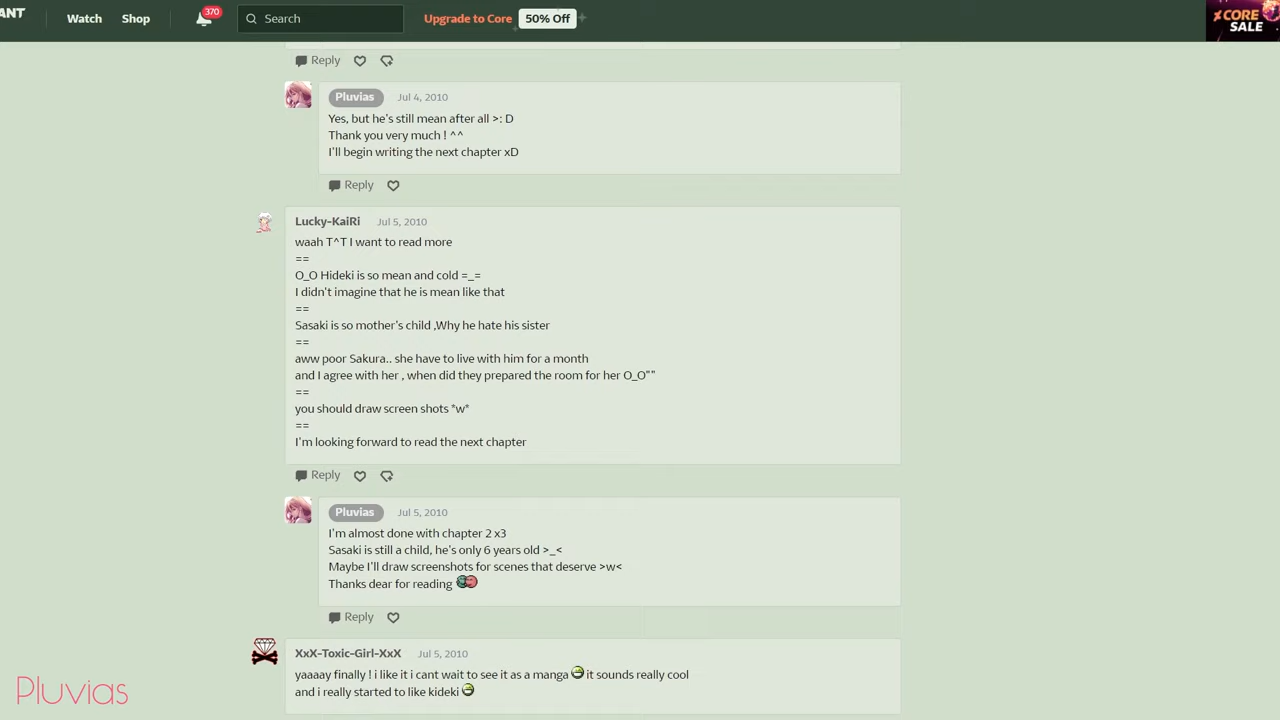 ANT Watch Shop 370 Search Upgrade to Core 50% Off CORE SALE
Reply
Pluvias Jul 4, 2010
Yes, but he's still mean after all >: D
Thank you very much ! ^^
I'll begin writing the next chapter xD
Reply
Lucky-KaiRi Jul 5, 2010
waah T^T I want to read more
==
O_O Hideki is so mean and cold =_=
I didn't imagine that he is mean like that
==
Sasaki is so mother's child ,Why he hate his sister
==
aww poor Sakura.. she have to live with him for a month
and I agree with her , when did they prepared the room for her O_O""
==
you should draw screen shots *w*
==
I'm looking forward to read the next chapter
Reply
Pluvias Jul 5, 2010
I'm almost done with chapter 2 x3
Sasaki is still a child, he's only 6 years old >_<
Maybe I'll draw screenshots for scenes that deserve >w<
Thanks dear for reading
Reply
XxX-Toxic-Girl-XxX Jul 5, 2010
yaaaay finally ! i like it i cant wait to see it as a manga it sounds really cool
and i really started to like kideki
Pluvias